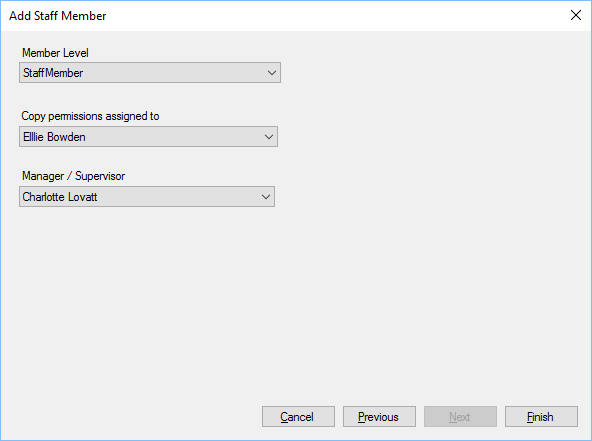 Add Staff Member
Member Level
StaffMember
Copy permissions assigned to
Elllie Bowden
Manager / Supervisor
Charlotte Lovatt
Cancel
Previous
Next
Finish